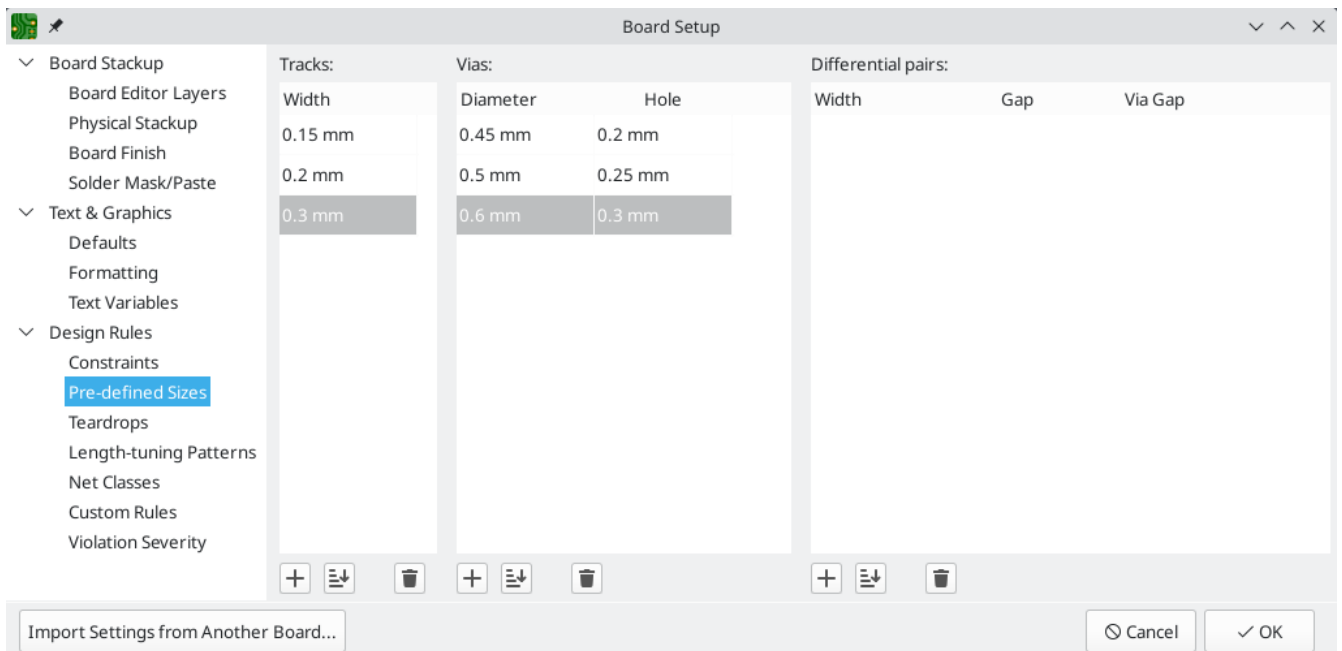 Board Setup
Board Stackup
Board Editor Layers
Physical Stackup
Board Finish
Solder Mask/Paste
Text & Graphics
Defaults
Formatting
Text Variables
Design Rules
Constraints
Pre-defined Sizes
Teardrops
Length-tuning Patterns
Net Classes
Custom Rules
Violation Severity
Tracks:
Width
0.15 mm
0.2 mm
0.3 mm
Vias:
Diameter Hole
0.45 mm 0.2 mm
0.5 mm 0.25 mm
0.6 mm 0.3 mm
Differential pairs:
Width Gap Via Gap
Import Settings from Another Board...
Cancel
OK